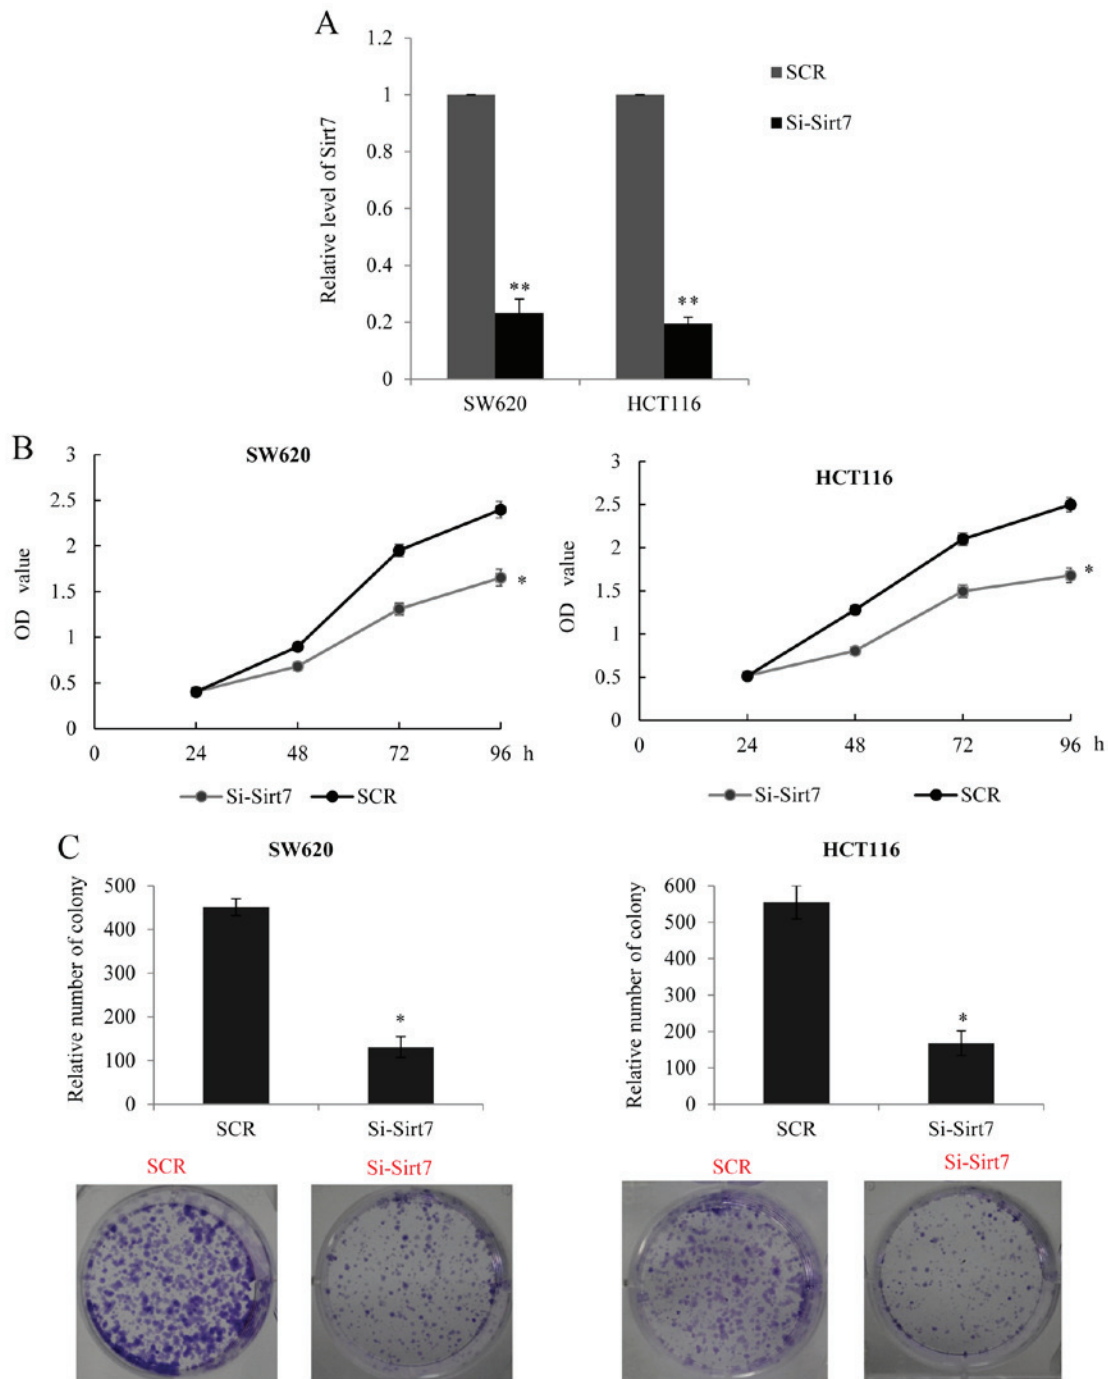 A
1.2
1
0.8
0.6
0.4
0.2
0
Relative level of Sirt7
SCR
Si-Sirt7
**
**
SW620
HCT116
B
SW620
3
2.5
2
1.5
1
0.5
0
OD value
*
0
24
48
72
96
h
Si-Sirt7
SCR
HCT116
3
2.5
2
1.5
1
0.5
0
OD value
*
0
24
48
72
96
h
Si-Sirt7
SCR
C
SW620
500
400
300
200
100
0
Relative number of colony
*
SCR
Si-Sirt7
SCR
Si-Sirt7
HCT116
600
500
400
300
200
100
0
Relative number of colony
*
SCR
Si-Sirt7
SCR
Si-Sirt7